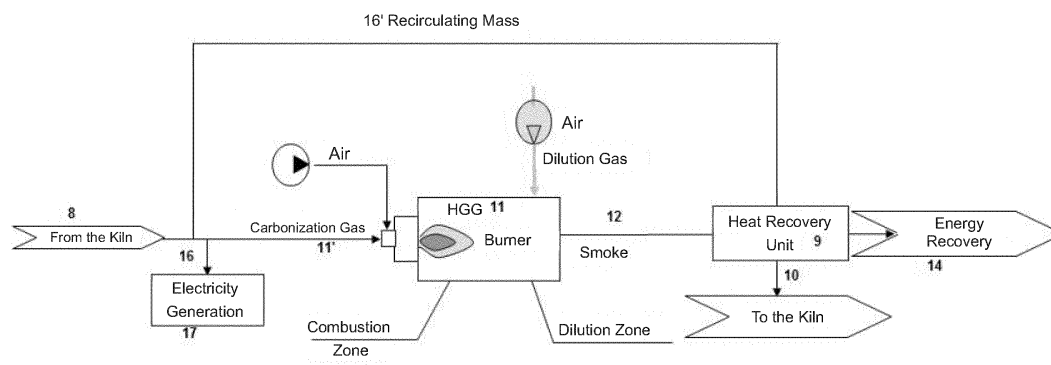 16' Recirculating Mass
Air
Dilution Gas
Air
8
From the Kiln
16
Carbonization Gas
11'
HGG 11
Burner
12
Smoke
Heat Recovery
Unit 9
Energy
Recovery
14
10
To the Kiln
Electricity
Generation
17
Combustion
Zone
Dilution Zone